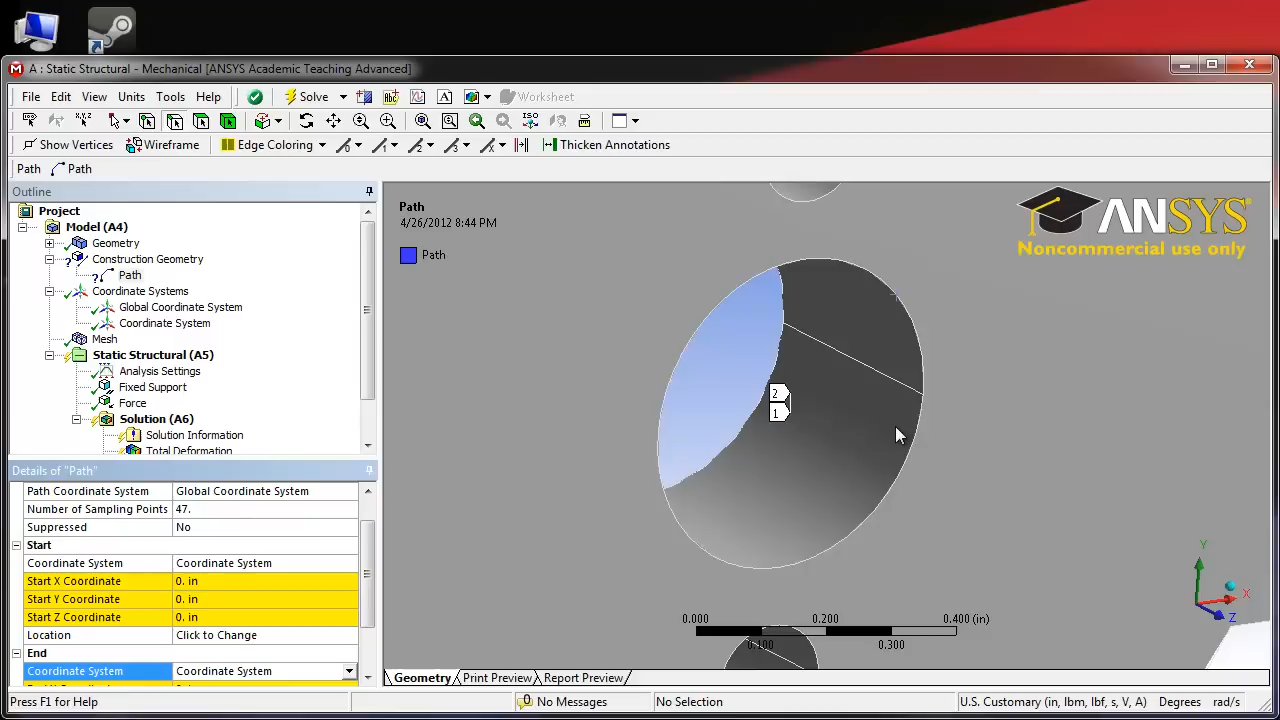 A : Static Structural - Mechanical [ANSYS Academic Teaching Advanced]
File Edit View Units Tools Help Solve Worksheet
Show Vertices Wireframe Edge Coloring Thicken Annotations
Path Path
Outline
Project
Model (A4)
Geometry
Construction Geometry
Path
Coordinate Systems
Global Coordinate System
Coordinate System
Mesh
Static Structural (A5)
Analysis Settings
Fixed Support
Force
Solution (A6)
Solution Information
Total Deformation
Details of "Path"
Path Coordinate System Global Coordinate System
Number of Sampling Points 47.
Suppressed No
Start
Coordinate System Coordinate System
Start X Coordinate 0. in
Start Y Coordinate 0. in
Start Z Coordinate 0. in
Location Click to Change
End
Coordinate System Coordinate System
Path
4/26/2012 8:44 PM
Path
ANSYS
Noncommercial use only
2
1
Y
X
Z
0.000 0.200 0.400 (in)
0.100 0.300
Geometry Print Preview Report Preview
Press F1 for Help No Messages No Selection U.S. Customary (in, lbm, lbf, s, V, A) Degrees rad/s